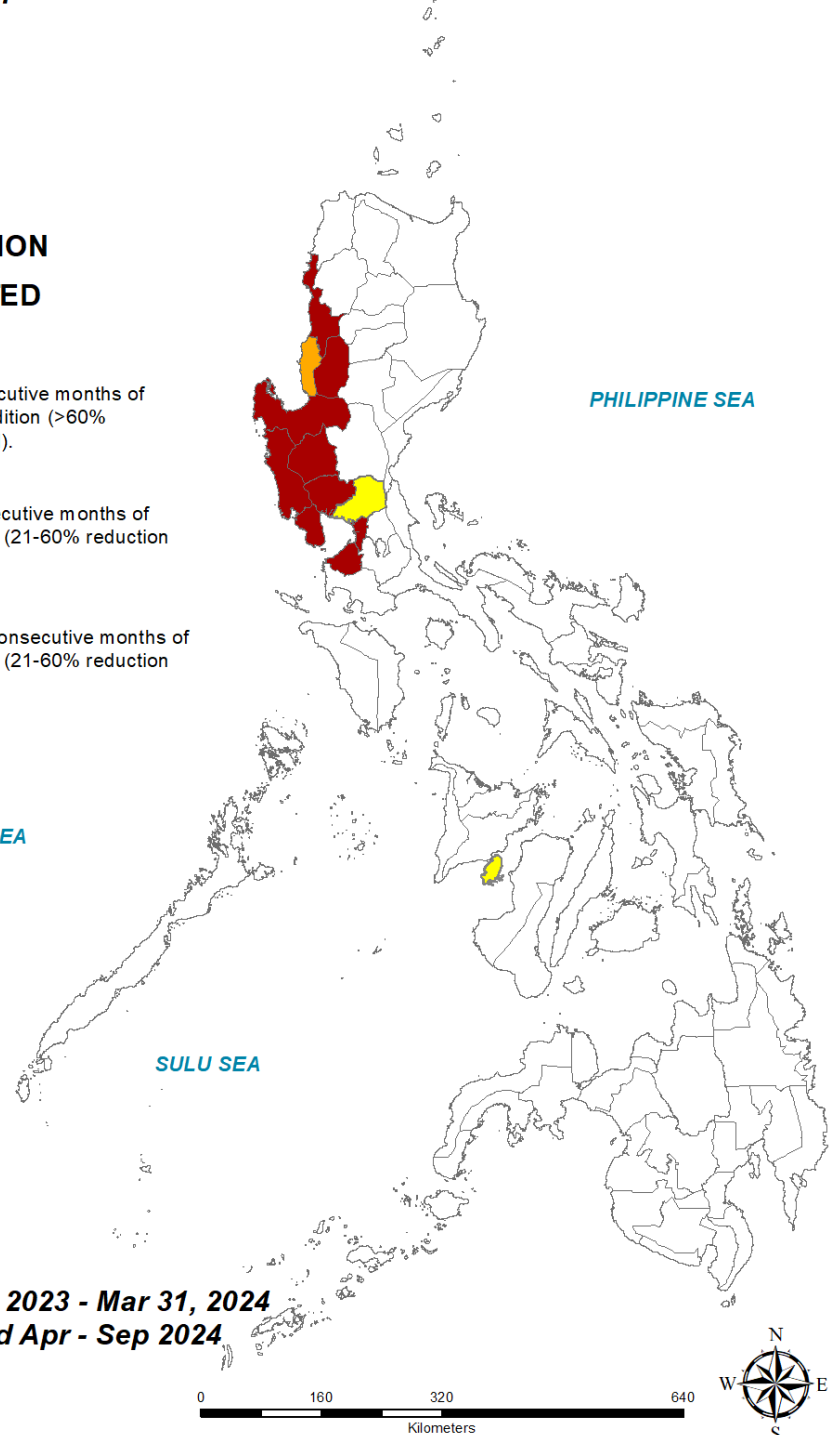 ION
ED
cutive months of
dition (>60%
).
PHILIPPINE SEA
ecutive months of
(21-60% reduction
onsecutive months of
(21-60% reduction
EA
SULU SEA
2023 - Mar 31, 2024
d Apr - Sep 2024
N
W E
S
0 160 320 640
Kilometers